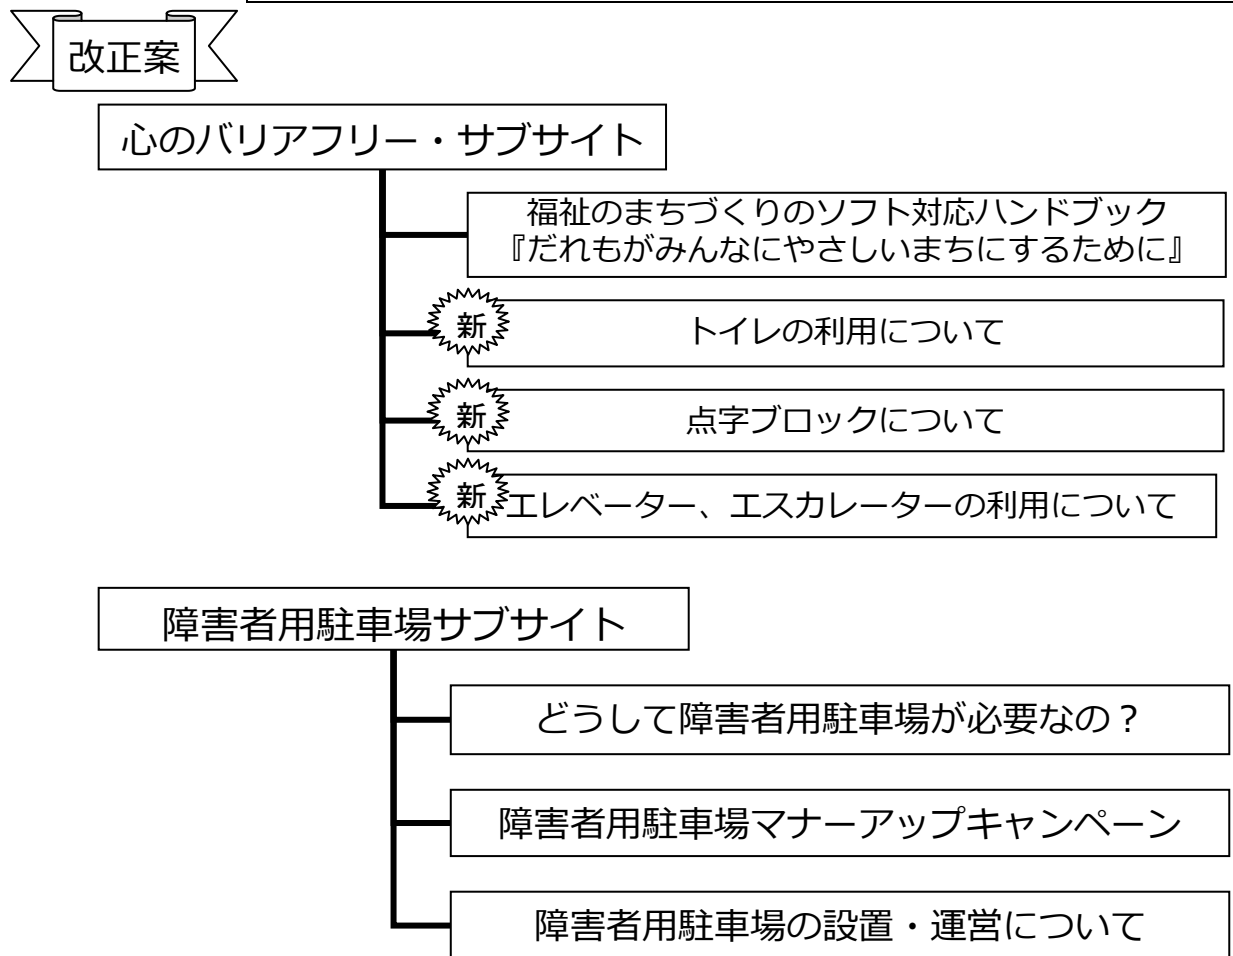 改正案
心のバリアフリー・サブサイト
福祉のまちづくりのソフト対応ハンドブック
『だれもがみんなにやさしいまちにするために』
新
トイレの利用について
新
点字ブロックについて
新
エレベーター、エスカレーターの利用について
障害者用駐車場サブサイト
どうして障害者用駐車場が必要なの？
障害者用駐車場マナーアップキャンペーン
障害者用駐車場の設置・運営について